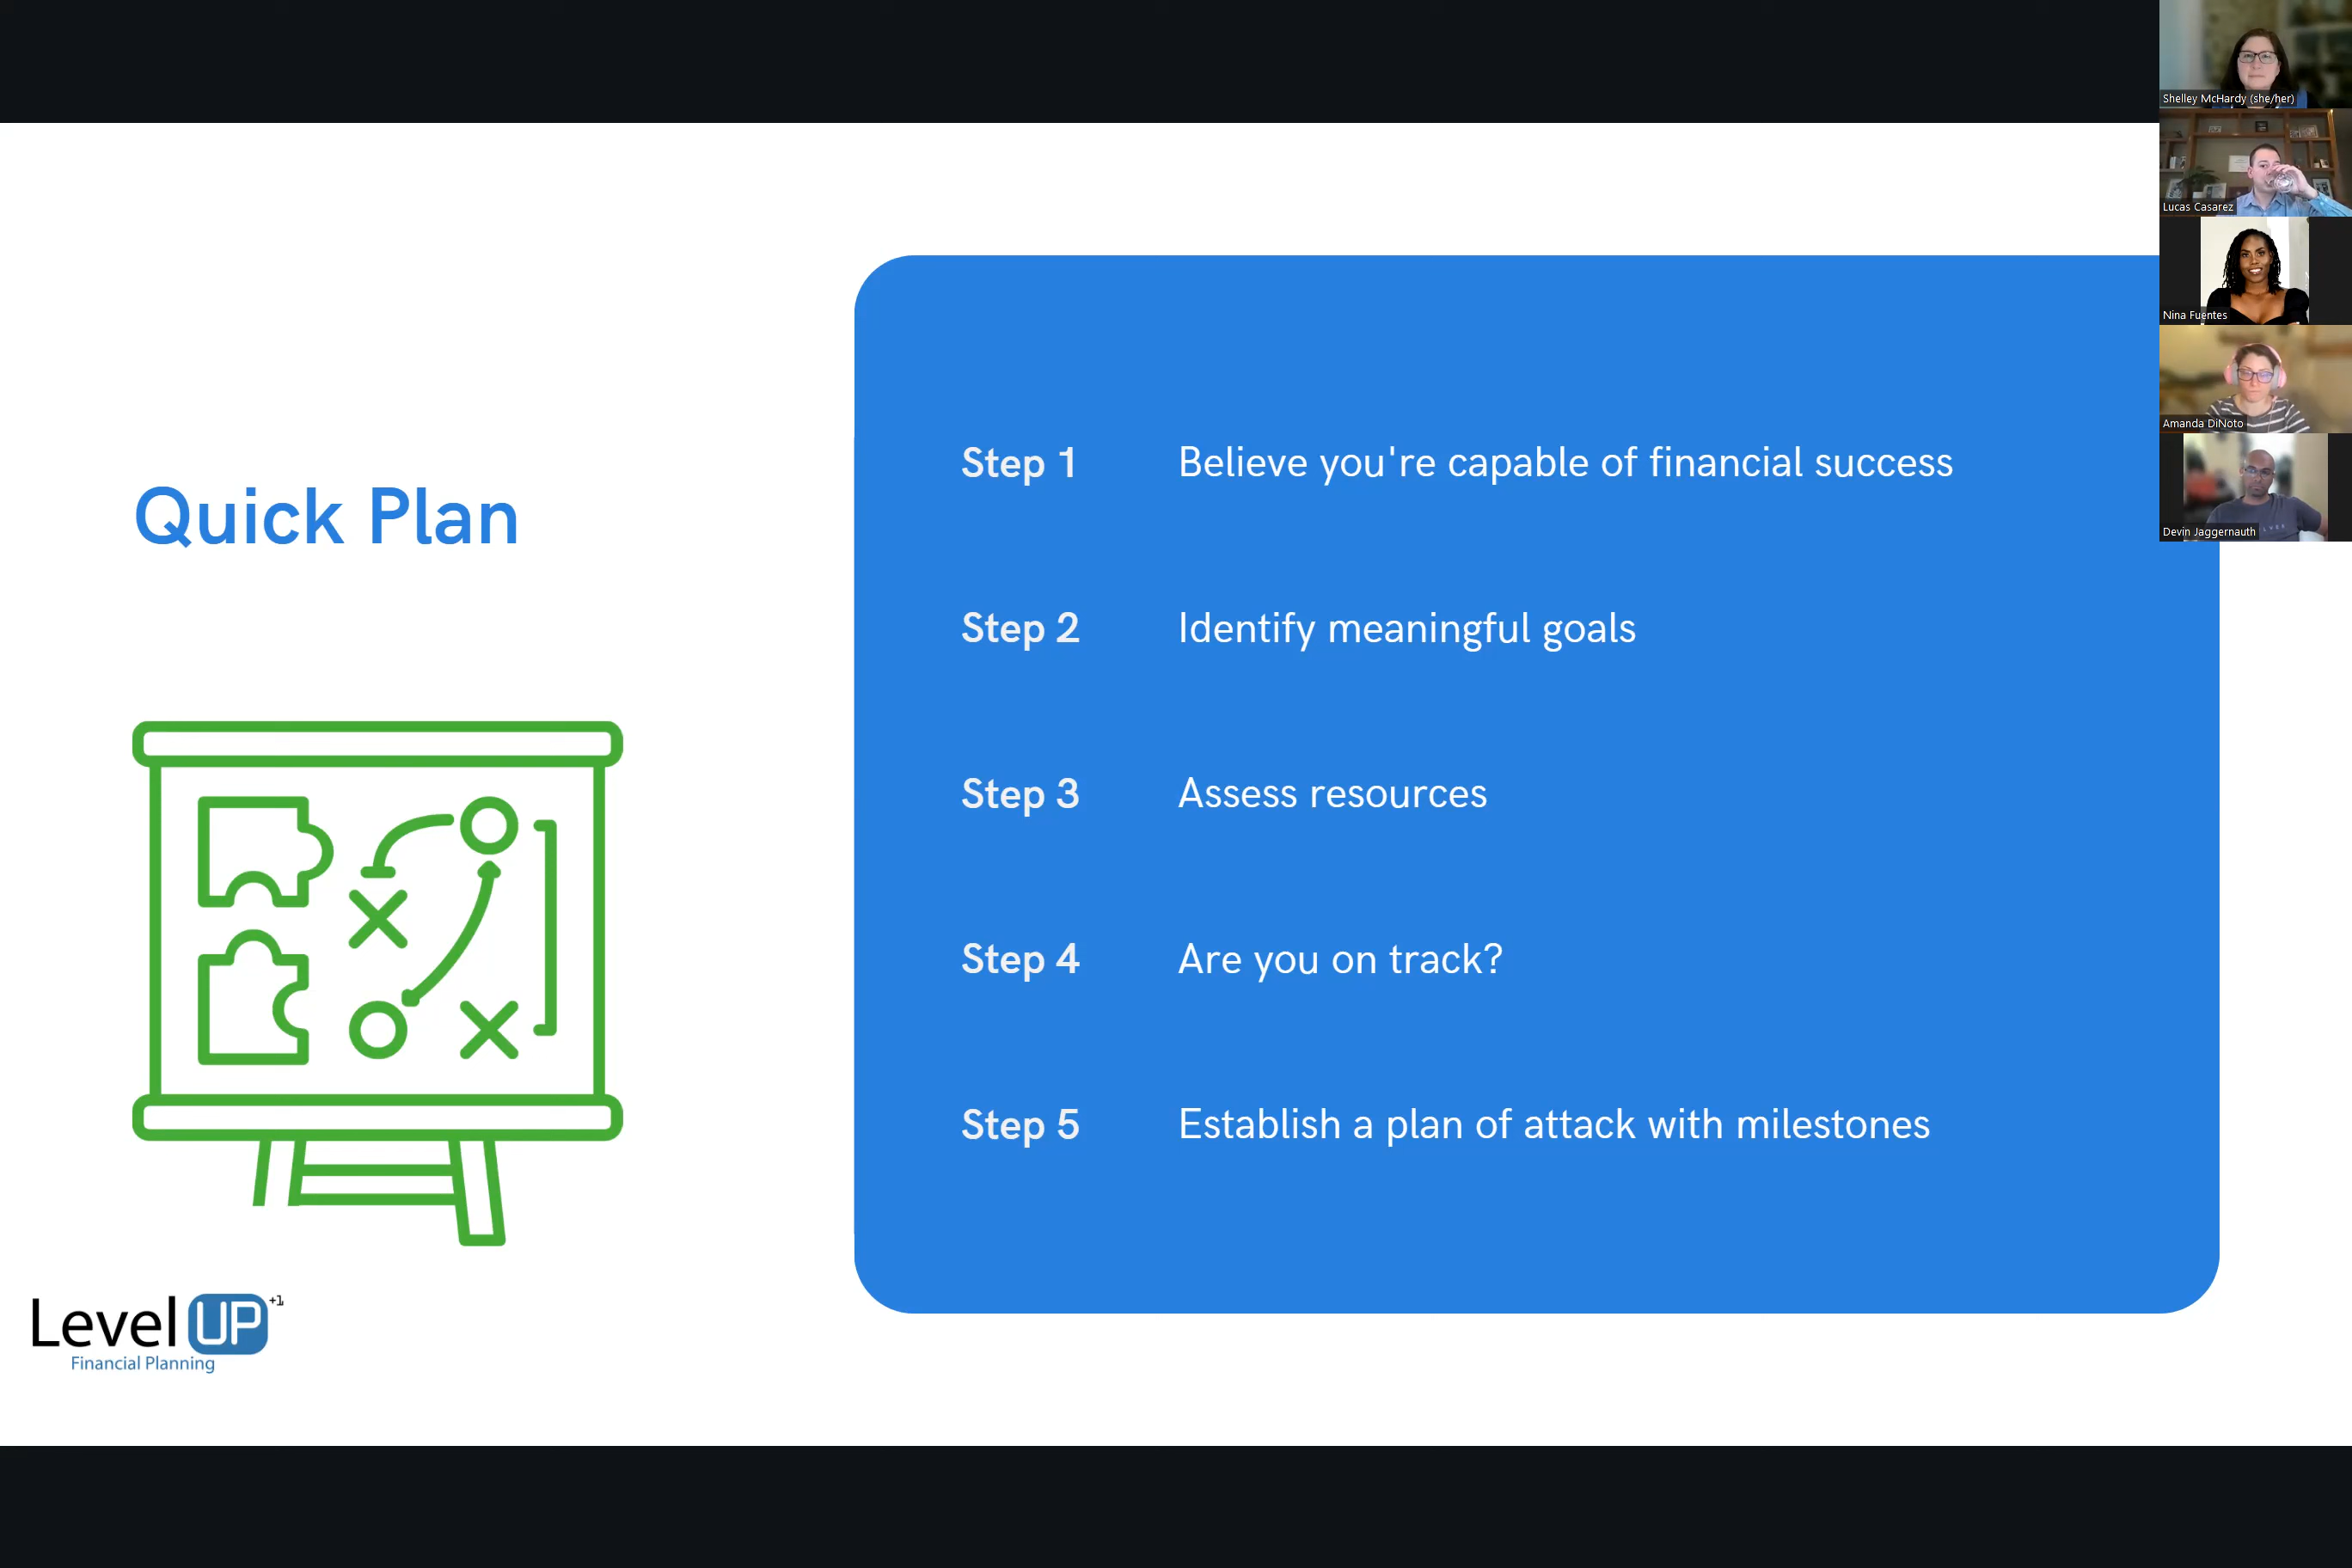 Quick Plan
Step 1 Believe you're capable of financial success
Step 2 Identify meaningful goals
Step 3 Assess resources
Step 4 Are you on track?
Step 5 Establish a plan of attack with milestones
Level UP +1
Financial Planning
Shelley McHardy (she/her)
Lucas Casarez
Nina Fuentes
Amanda DiNoto
Devin Jaggernauth